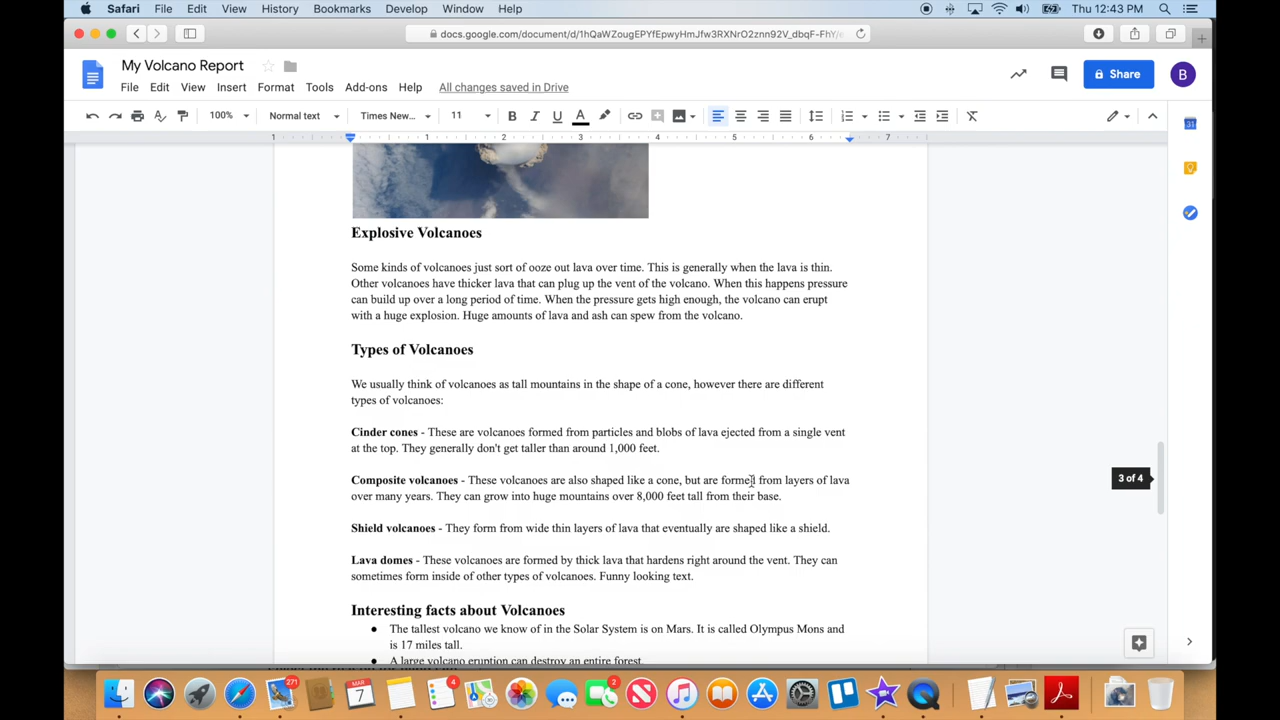 Safari File Edit View History Bookmarks Develop Window Help Thu 12:43 PM
docs.google.com/document/d/1hQaWZougEPYfEpwyHmJfw3RXNrO2znn92V_dbqF-FhY/e
My Volcano Report
File Edit View Insert Format Tools Add-ons Help All changes saved in Drive
Share
B
100% Normal text Times New... 11 B I U A
1 1 2 3 4 5 6 7
31
Explosive Volcanoes
Some kinds of volcanoes just sort of ooze out lava over time. This is generally when the lava is thin.
Other volcanoes have thicker lava that can plug up the vent of the volcano. When this happens pressure
can build up over a long period of time. When the pressure gets high enough, the volcano can erupt
with a huge explosion. Huge amounts of lava and ash can spew from the volcano.
Types of Volcanoes
We usually think of volcanoes as tall mountains in the shape of a cone, however there are different
types of volcanoes:
Cinder cones - These are volcanoes formed from particles and blobs of lava ejected from a single vent
at the top. They generally don't get taller than around 1,000 feet.
Composite volcanoes - These volcanoes are also shaped like a cone, but are formed from layers of lava
over many years. They can grow into huge mountains over 8,000 feet tall from their base.
3 of 4
Shield volcanoes - They form from wide thin layers of lava that eventually are shaped like a shield.
Lava domes - These volcanoes are formed by thick lava that hardens right around the vent. They can
sometimes form inside of other types of volcanoes. Funny looking text.
Interesting facts about Volcanoes
• The tallest volcano we know of in the Solar System is on Mars. It is called Olympus Mons and
is 17 miles tall.
• A large volcano eruption can destroy an entire forest.
271 MAR 7 4 2